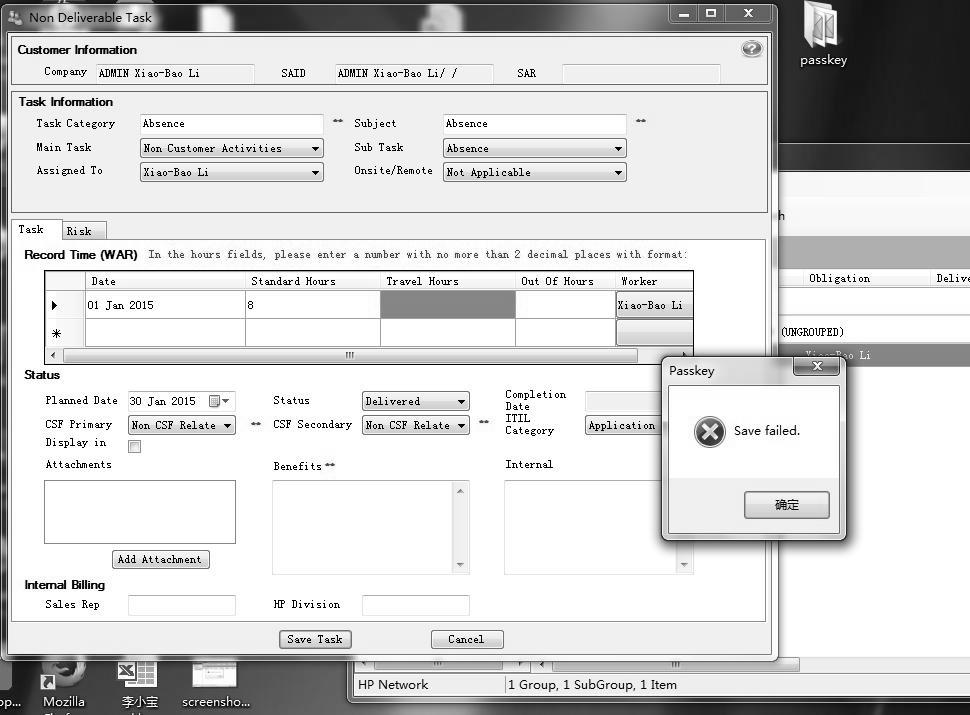 Non Deliverable Task
passkey
Customer Information
Company ADMIN Xiao-Bao Li SAID ADMIN Xiao-Bao Li/ / SAR
Task Information
Task Category Absence ** Subject Absence **
Main Task Non Customer Activities Sub Task Absence
Assigned To Xiao-Bao Li Onsite/Remote Not Applicable
Task Risk
Record Time (WAR) In the hours fields, please enter a number with no more than 2 decimal places with format:
Date Standard Hours Travel Hours Out Of Hours Worker
01 Jan 2015 8 Xiao-Bao Li
Obligation Delive
(UNGROUPED)
Xiao-Bao Li
Status
Planned Date 30 Jan 2015 Status Delivered Completion Date
CSF Primary Non CSF Relate ** CSF Secondary Non CSF Relate ** ITIL Category Application
Display in
Attachments Benefits ** Internal
Add Attachment
Internal Billing
Sales Rep HP Division
Save Task Cancel
Passkey
Save failed.
确定
HP Network 1 Group, 1 SubGroup, 1 Item
Mozilla 李小宝 screensho...